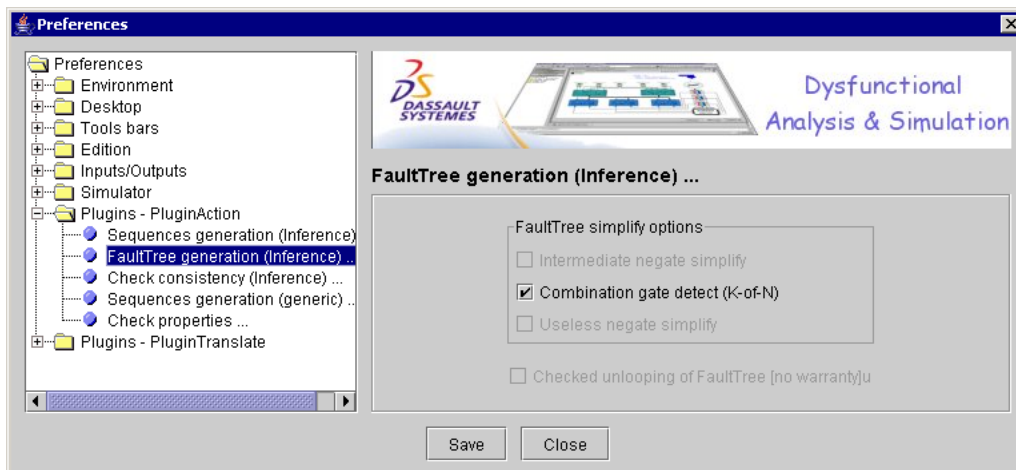 Preferences
Preferences
Environment
Desktop
Tools bars
Edition
Inputs/Outputs
Simulator
Plugins - PluginAction
Sequences generation (Inference)
FaultTree generation (Inference) ..
Check consistency (Inference) ...
Sequences generation (generic) ..
Check properties ...
Plugins - PluginTranslate
DASSAULT
SYSTEMES
Dysfunctional
Analysis & Simulation
FaultTree generation (Inference) ...
FaultTree simplify options
Intermediate negate simplify
Combination gate detect (K-of-N)
Useless negate simplify
Checked unlooping of FaultTree [no warranty]u
Save
Close